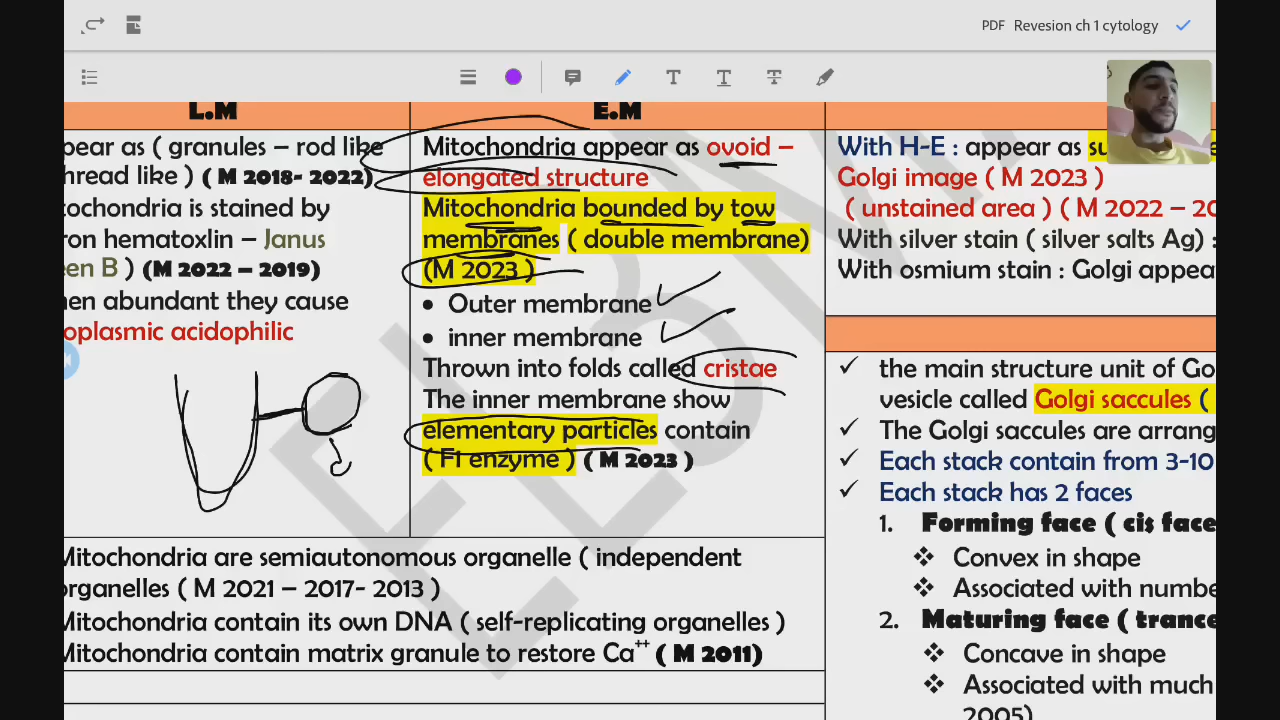 PDF Revesion ch 1 cytology
L.M
E.M
pear as ( granules – rod like
hread like ) ( M 2018- 2022)
tochondria is stained by
ron hematoxlin – Janus
een B ) (M 2022 – 2019)
hen abundant they cause
oplasmic acidophilic
Mitochondria appear as ovoid –
elongated structure
Mitochondria bounded by tow
membranes ( double membrane)
(M 2023 )
• Outer membrane
• inner membrane
Thrown into folds called cristae
The inner membrane show
elementary particles contain
( F1 enzyme ) ( M 2023 )
Mitochondria are semiautonomous organelle ( independent
organelles ( M 2021 – 2017- 2013 )
Mitochondria contain its own DNA ( self-replicating organelles )
Mitochondria contain matrix granule to restore Ca++ ( M 2011)
With H-E : appear as
Golgi image ( M 2023 )
( unstained area ) ( M 2022 – 20
With silver stain ( silver salts Ag) :
With osmium stain : Golgi appea
✓ the main structure unit of Go
vesicle called Golgi saccules (
✓ The Golgi saccules are arrang
✓ Each stack contain from 3-10
✓ Each stack has 2 faces
1. Forming face ( cis face
❖ Convex in shape
❖ Associated with numbe
2. Maturing face ( trance
❖ Concave in shape
❖ Associated with much
2005)